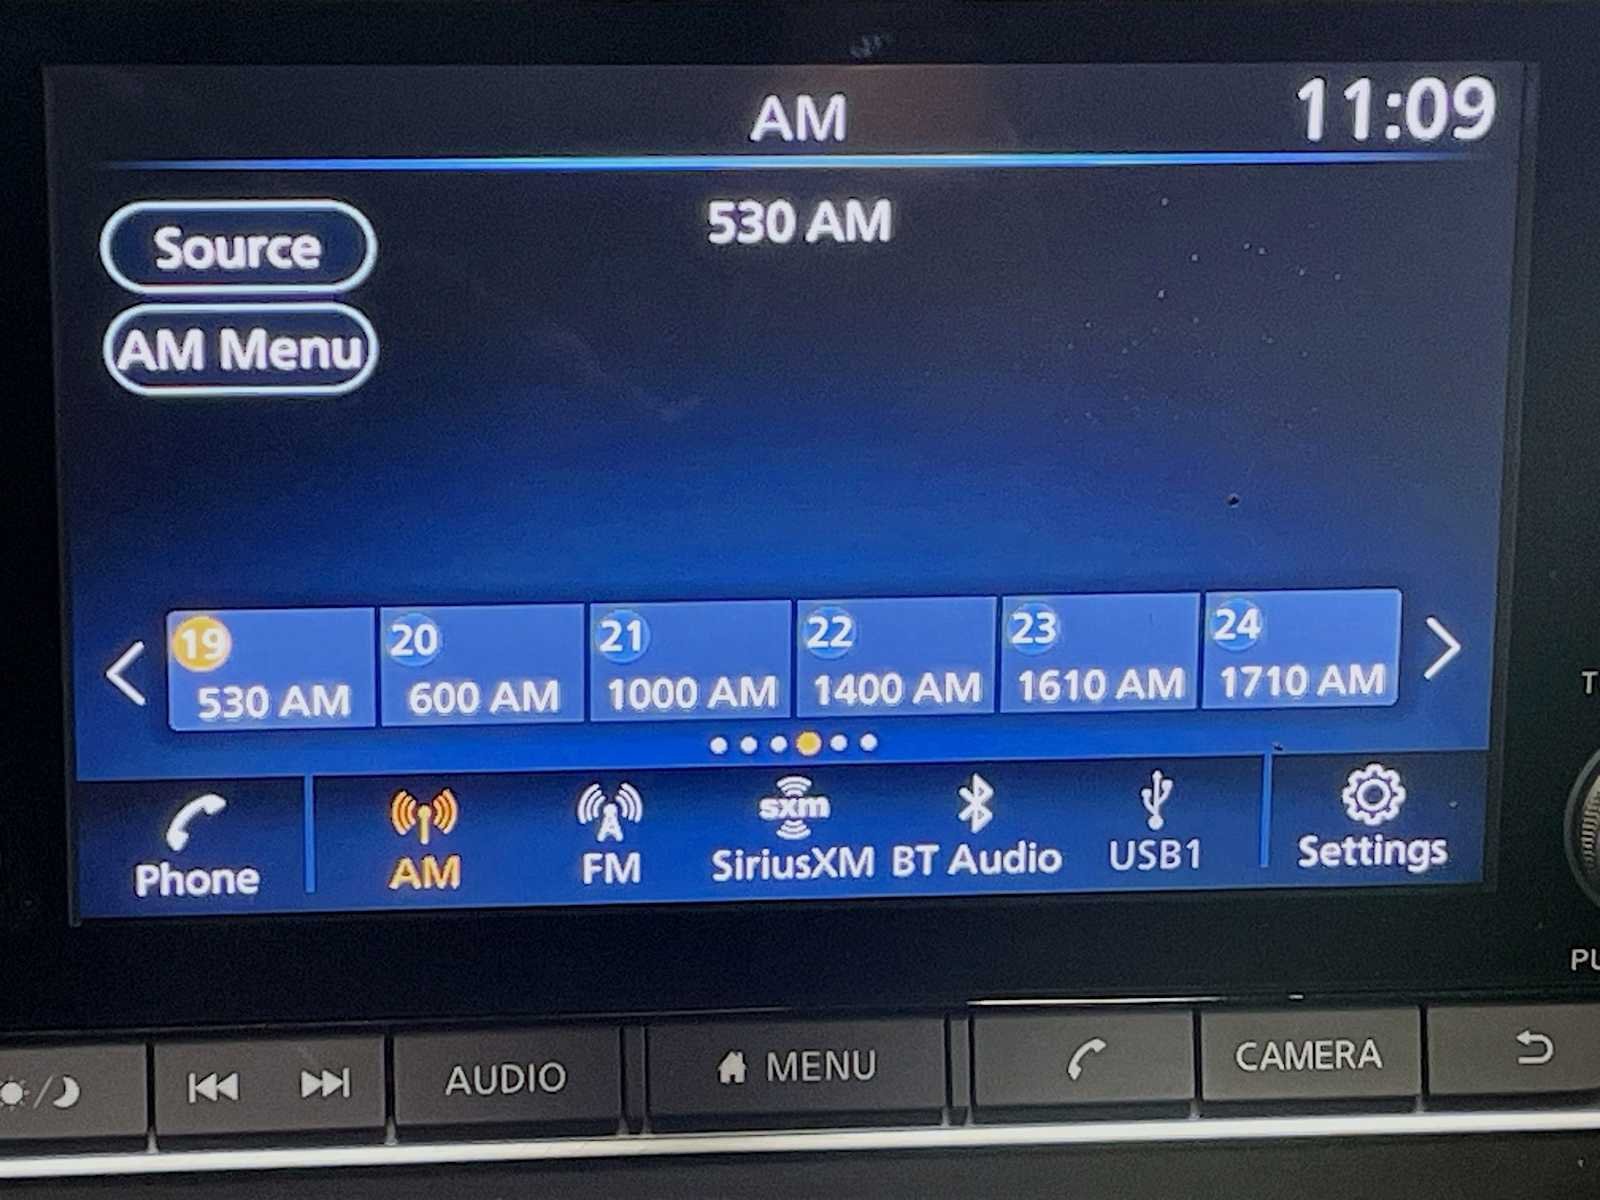 AM
11:09
530 AM
Source
AM Menu
19 20 21 22 23 24
530 AM 600 AM 1000 AM 1400 AM 1610 AM 1710 AM
sxm
Phone AM FM SiriusXM BT Audio USB1 Settings
AUDIO MENU CAMERA